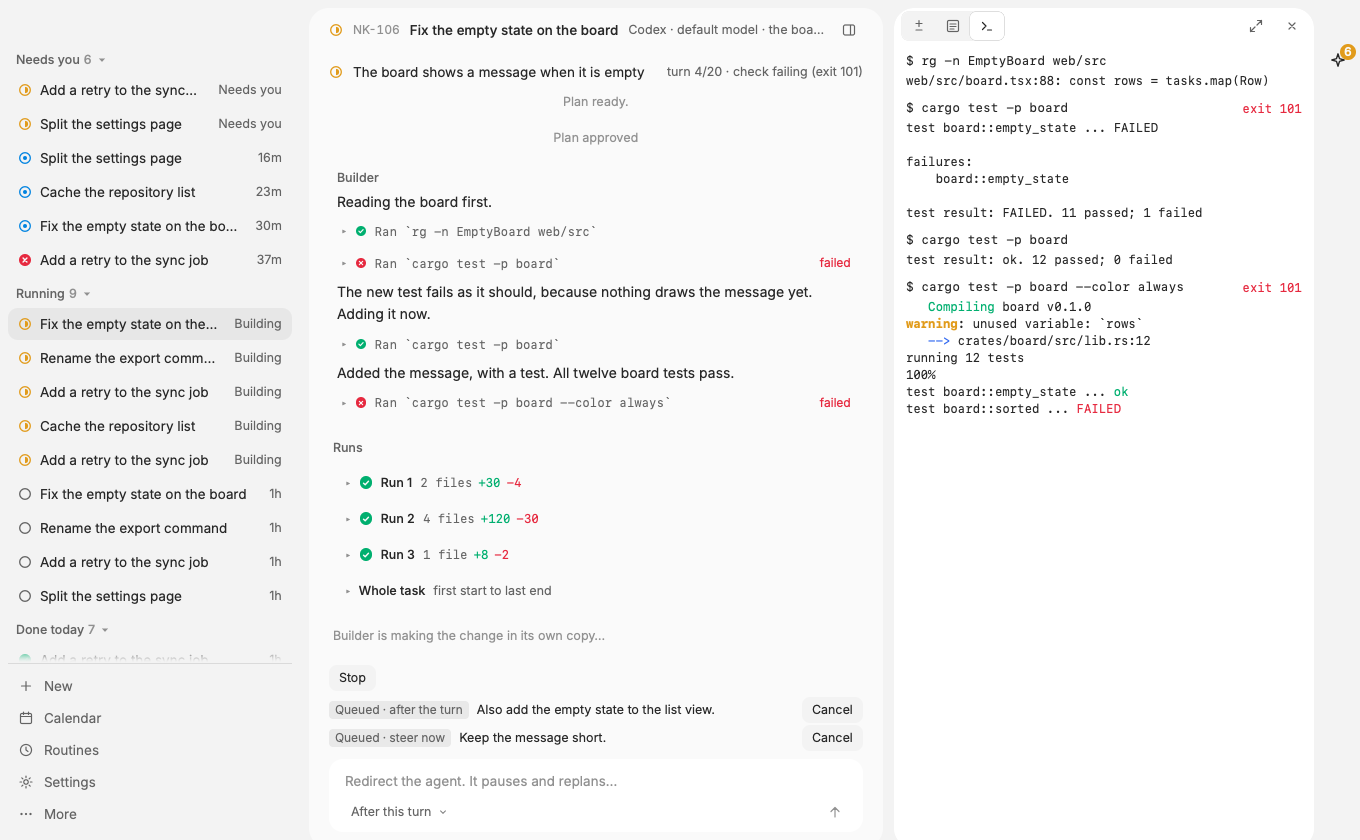 Needs you 6
Add a retry to the sync... Needs you
Split the settings page Needs you
Split the settings page 16m
Cache the repository list 23m
Fix the empty state on the bo... 30m
Add a retry to the sync job 37m
Running 9
Fix the empty state on the... Building
Rename the export comm... Building
Add a retry to the sync job Building
Cache the repository list Building
Add a retry to the sync job Building
Fix the empty state on the board 1h
Rename the export command 1h
Add a retry to the sync job 1h
Split the settings page 1h
Done today 7
Add a retry to the sync job 1h
+ New
Calendar
Routines
Settings
More
NK-106 Fix the empty state on the board Codex · default model · the boa...
The board shows a message when it is empty turn 4/20 · check failing (exit 101)
Plan ready.
Plan approved
Builder
Reading the board first.
Ran `rg -n EmptyBoard web/src`
Ran `cargo test -p board` failed
The new test fails as it should, because nothing draws the message yet.
Adding it now.
Ran `cargo test -p board`
Added the message, with a test. All twelve board tests pass.
Ran `cargo test -p board --color always` failed
Runs
Run 1 2 files +30 −4
Run 2 4 files +120 −30
Run 3 1 file +8 −2
Whole task first start to last end
Builder is making the change in its own copy...
Stop
Queued · after the turn Also add the empty state to the list view. Cancel
Queued · steer now Keep the message short. Cancel
Redirect the agent. It pauses and replans...
After this turn
$ rg -n EmptyBoard web/src
web/src/board.tsx:88: const rows = tasks.map(Row)
$ cargo test -p board exit 101
test board::empty_state ... FAILED
failures:
board::empty_state
test result: FAILED. 11 passed; 1 failed
$ cargo test -p board
test result: ok. 12 passed; 0 failed
$ cargo test -p board --color always exit 101
Compiling board v0.1.0
warning: unused variable: `rows`
--> crates/board/src/lib.rs:12
running 12 tests
100%
test board::empty_state ... ok
test board::sorted ... FAILED
6